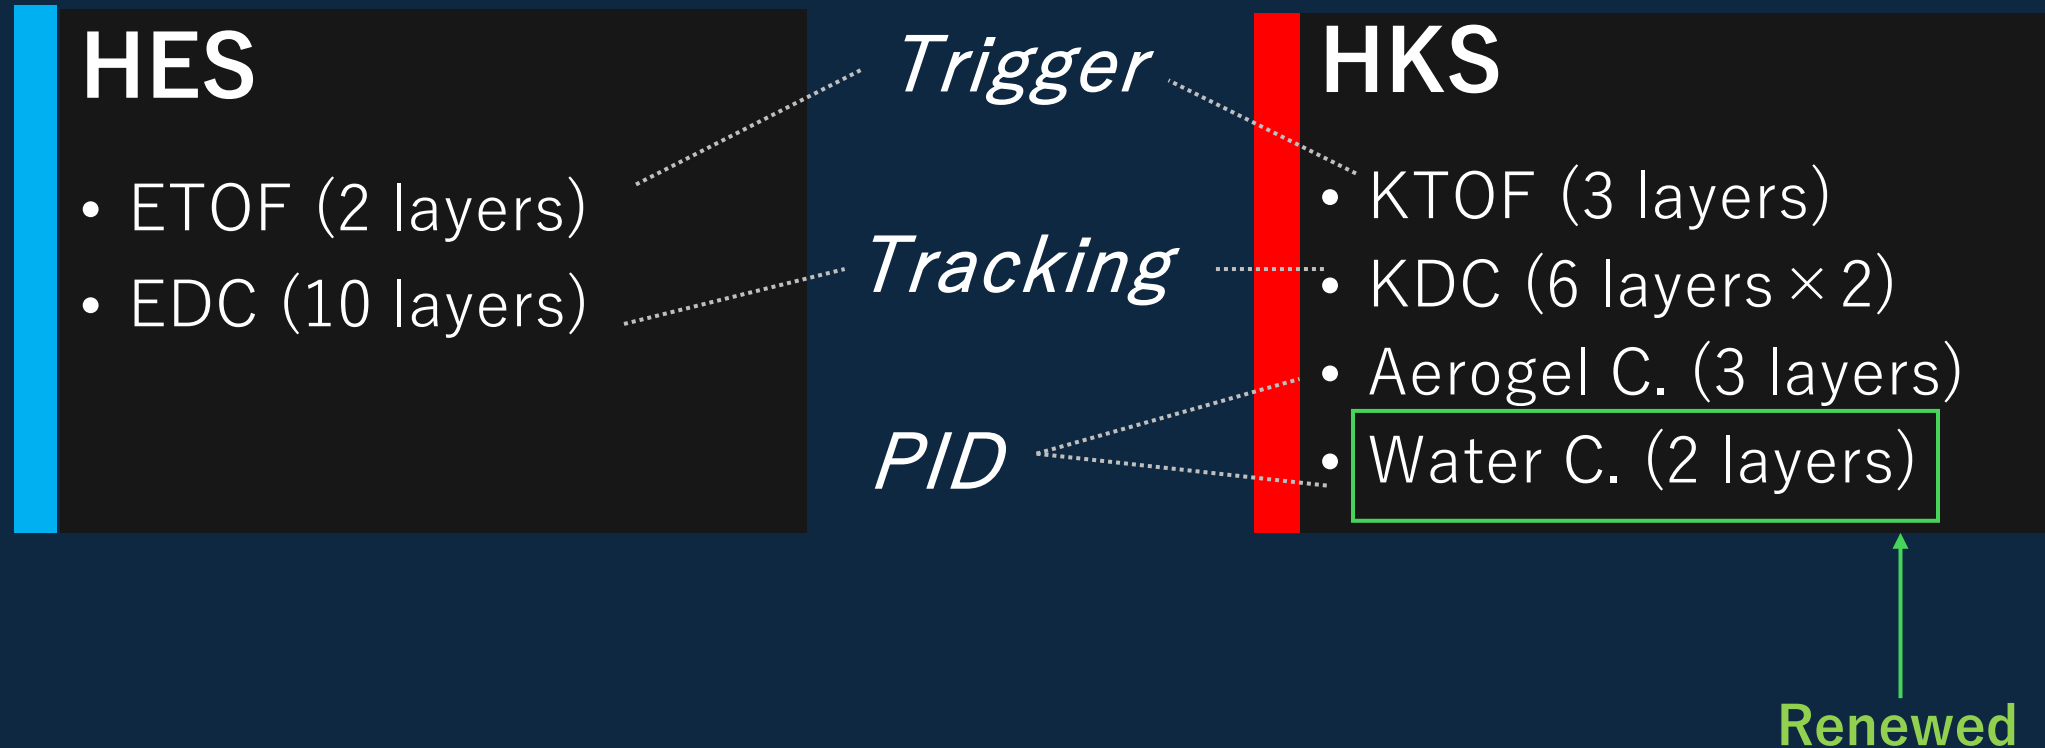 HES
• ETOF (2 layers)
• EDC (10 layers)
Trigger
Tracking
PID
HKS
• KTOF (3 layers)
• KDC (6 layers×2)
• Aerogel C. (3 layers)
• Water C. (2 layers)
Renewed